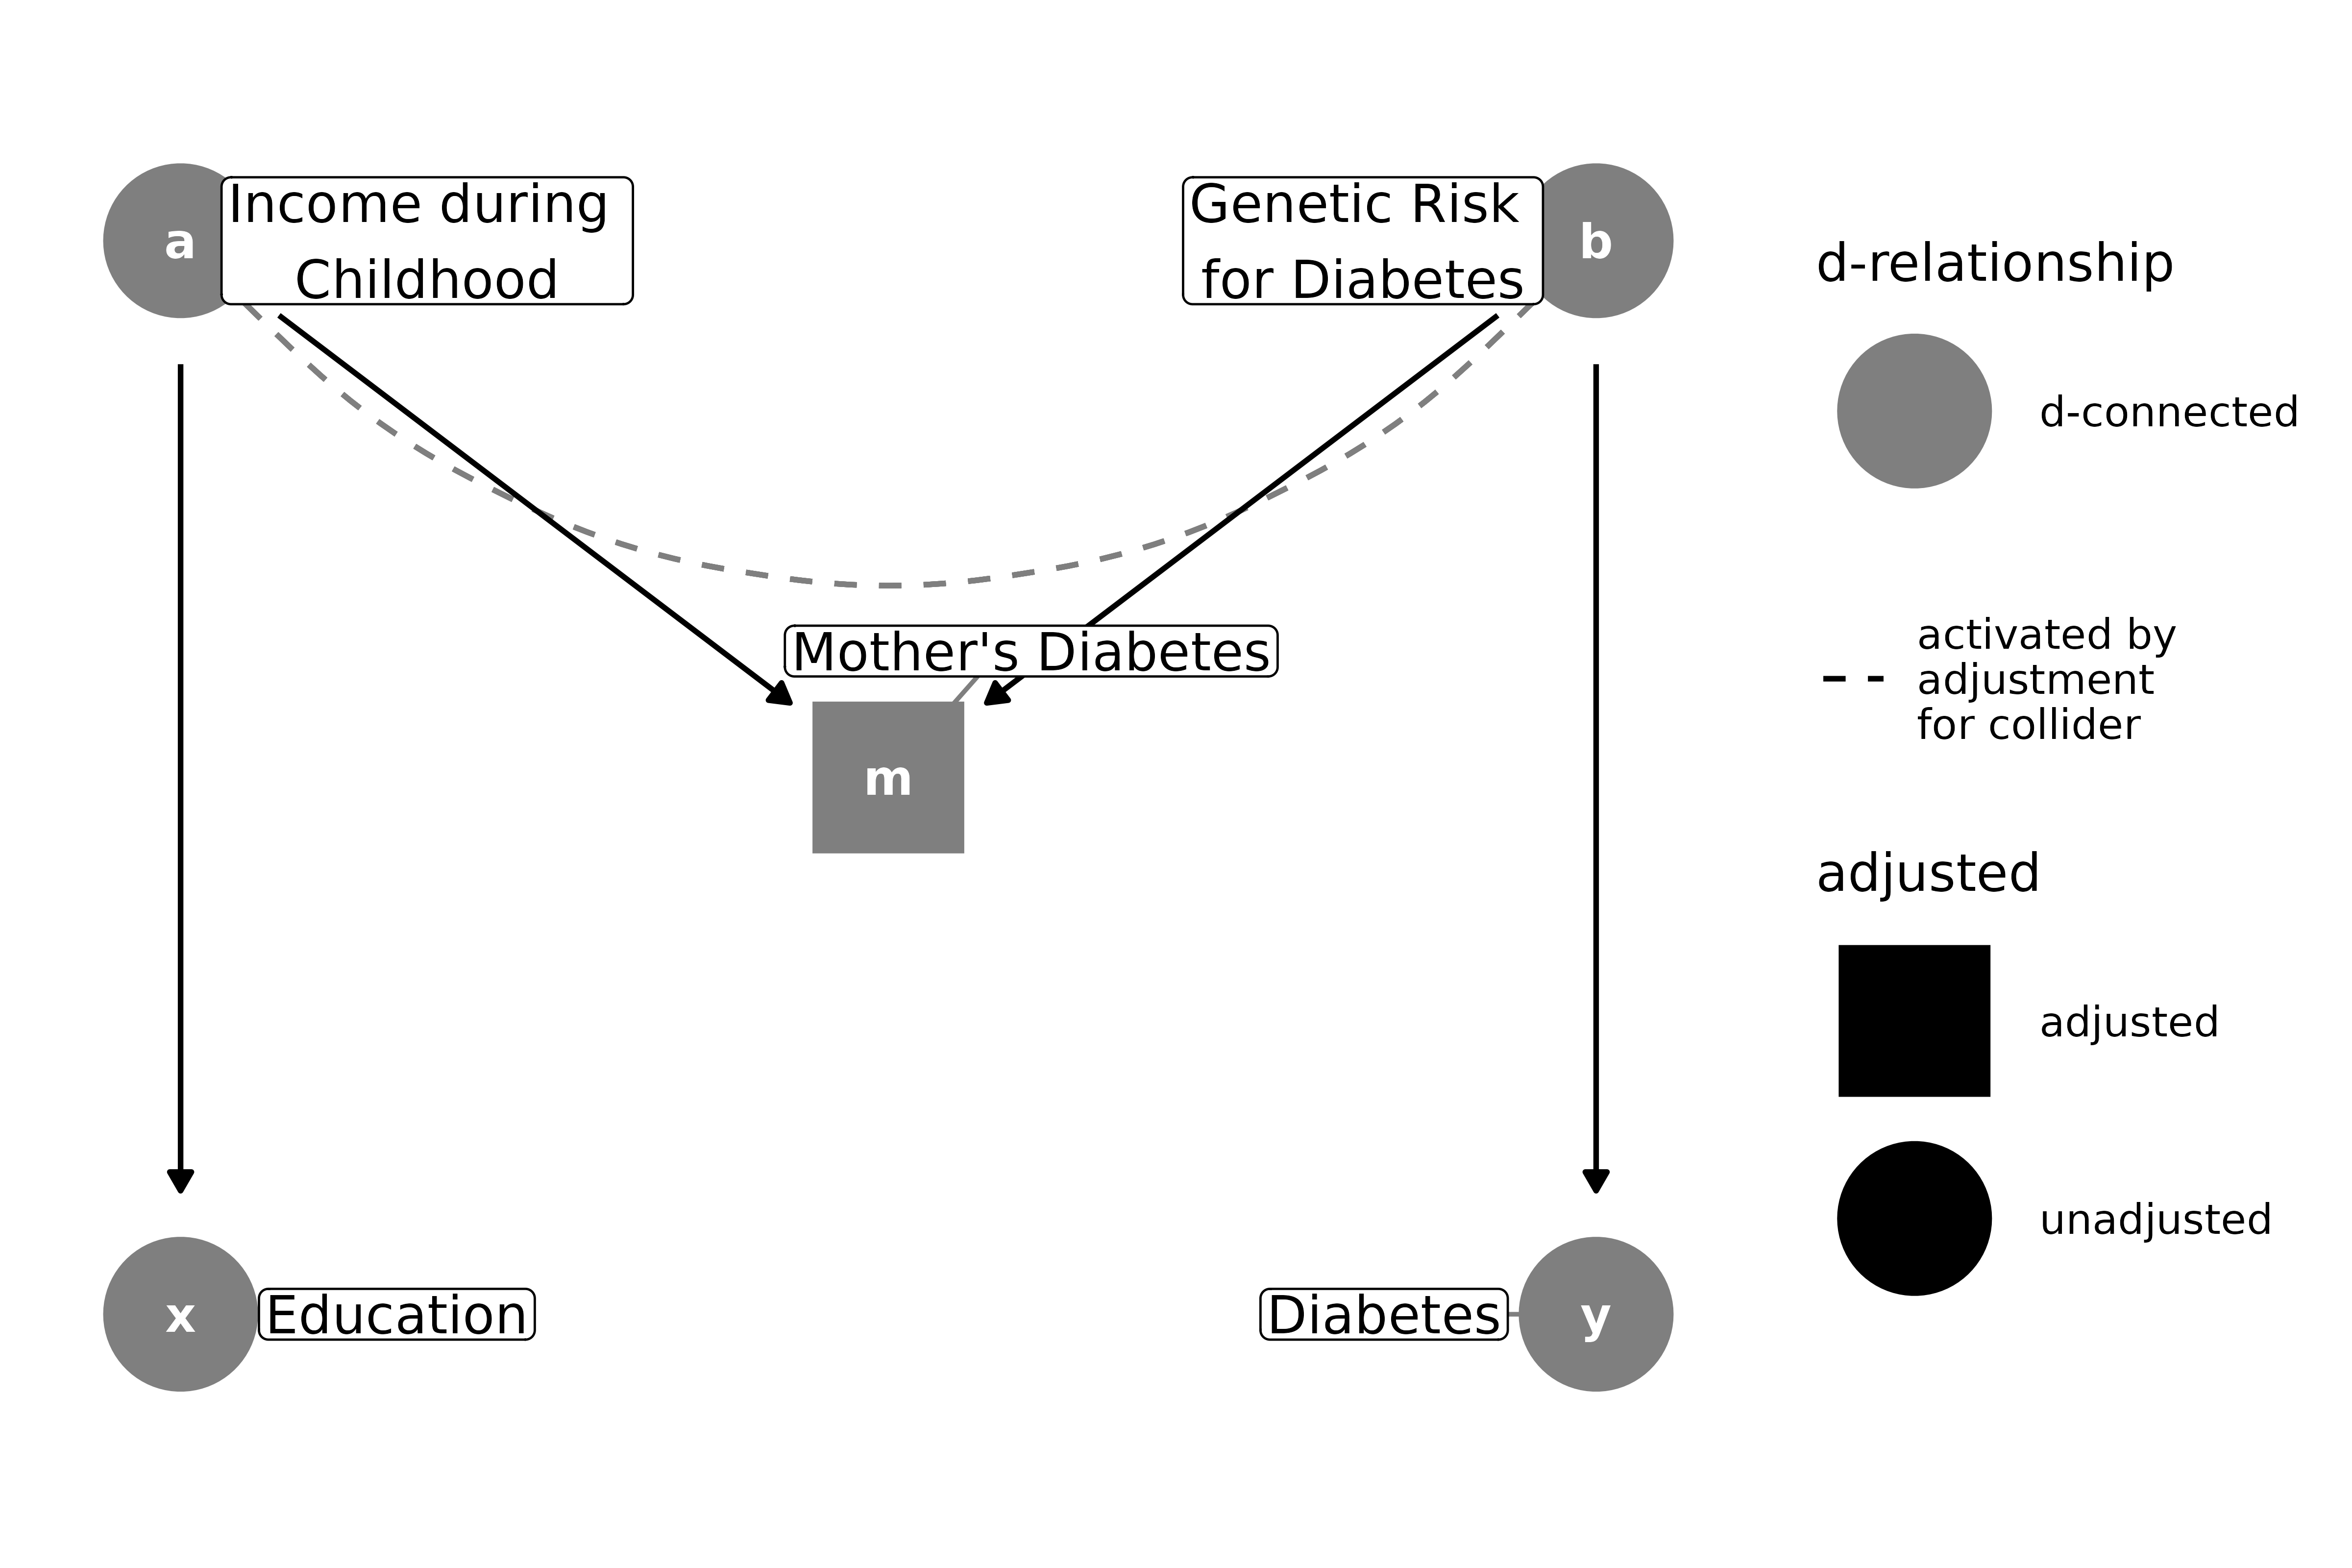 a
Income during
Childhood
Genetic Risk
for Diabetes
b
Mother's Diabetes
m
x
Education
Diabetes
y
d-relationship
d-connected
activated by
adjustment
for collider
adjusted
adjusted
unadjusted